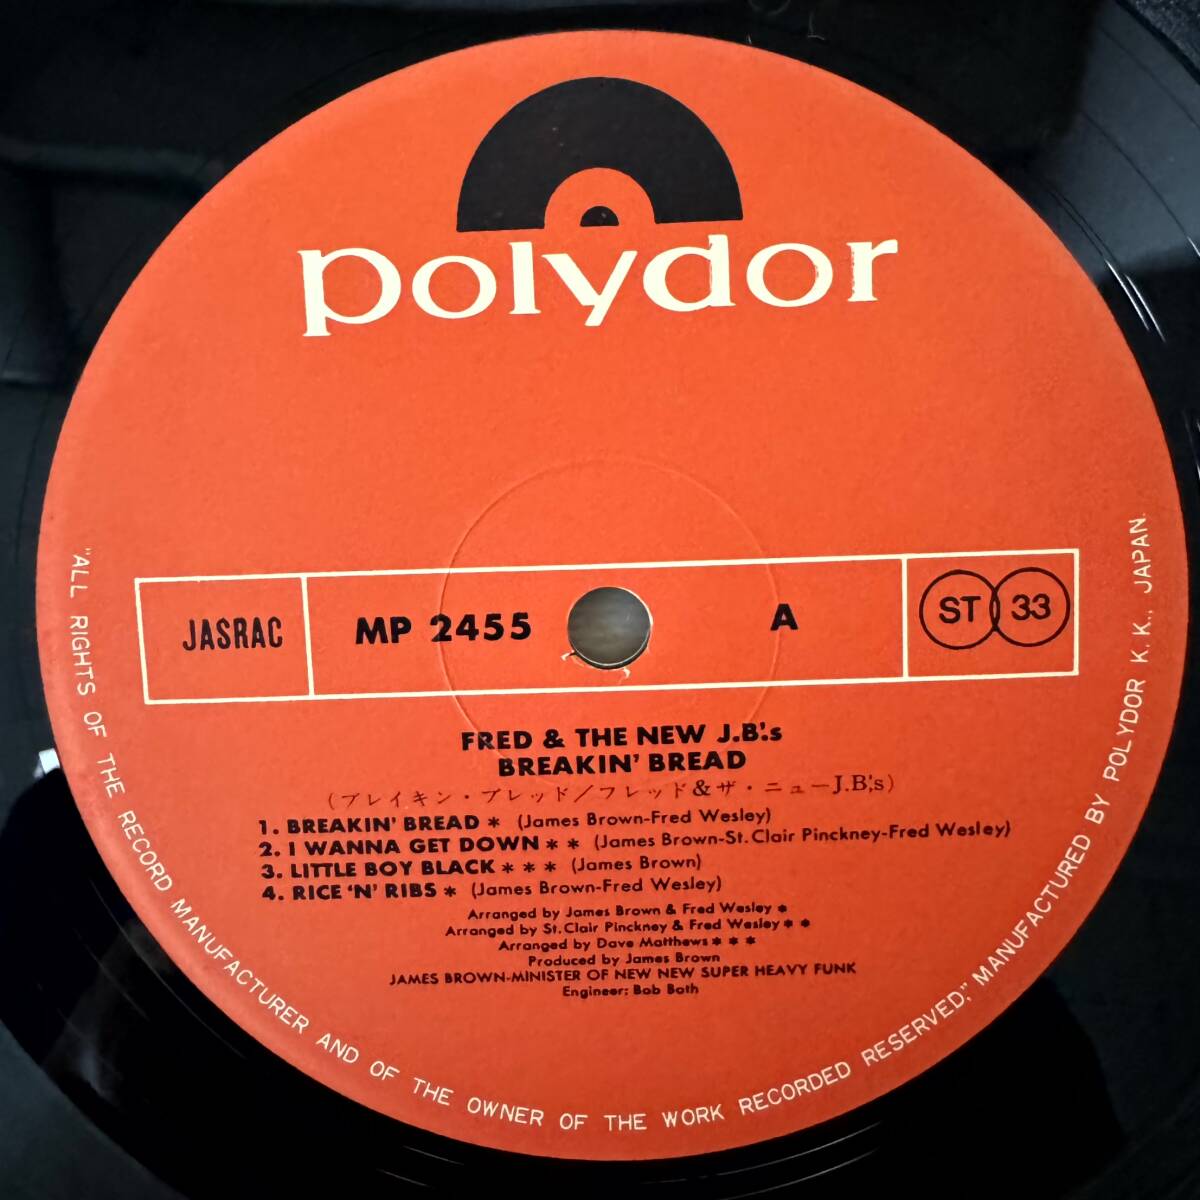 polydor
JASRAC
MP 2455
A
ST 33
FRED & THE NEW J.B.'s
BREAKIN' BREAD
(ブレイキン・ブレッド／フレッド&ザ・ニューJ.B.'s)
1. BREAKIN' BREAD * (James Brown-Fred Wesley)
2. I WANNA GET DOWN * * (James Brown-St. Clair Pinckney-Fred Wesley)
3. LITTLE BOY BLACK * * * (James Brown)
4. RICE 'N' RIBS * (James Brown-Fred Wesley)
Arranged by James Brown & Fred Wesley *
Arranged by St. Clair Pinckney & Fred Wesley * *
Arranged by Dave Matthews * * *
Produced by James Brown
JAMES BROWN-MINISTER OF NEW NEW SUPER HEAVY FUNK
Engineer: Bob Both
"ALL RIGHTS OF THE RECORD MANUFACTURER AND OF THE OWNER OF THE WORK RECORDED RESERVED," MANUFACTURED BY POLYDOR K. K., JAPAN.